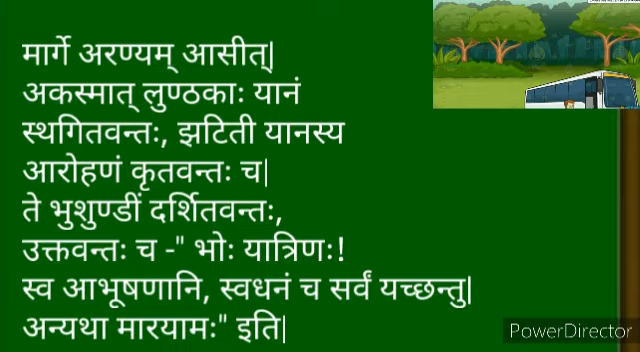 मार्गे अरण्यम् आसीत्|
अकस्मात् लुण्ठकाः यानं
स्थगितवन्तः, झटिती यानस्य
आरोहणं कृतवन्तः च|
ते भुशुण्डीं दर्शितवन्तः,
उक्तवन्तः च -" भोः यात्रिणः!
स्व आभूषणानि, स्वधनं च सर्वं यच्छन्तु|
अन्यथा मारयामः" इति|
PowerDirector